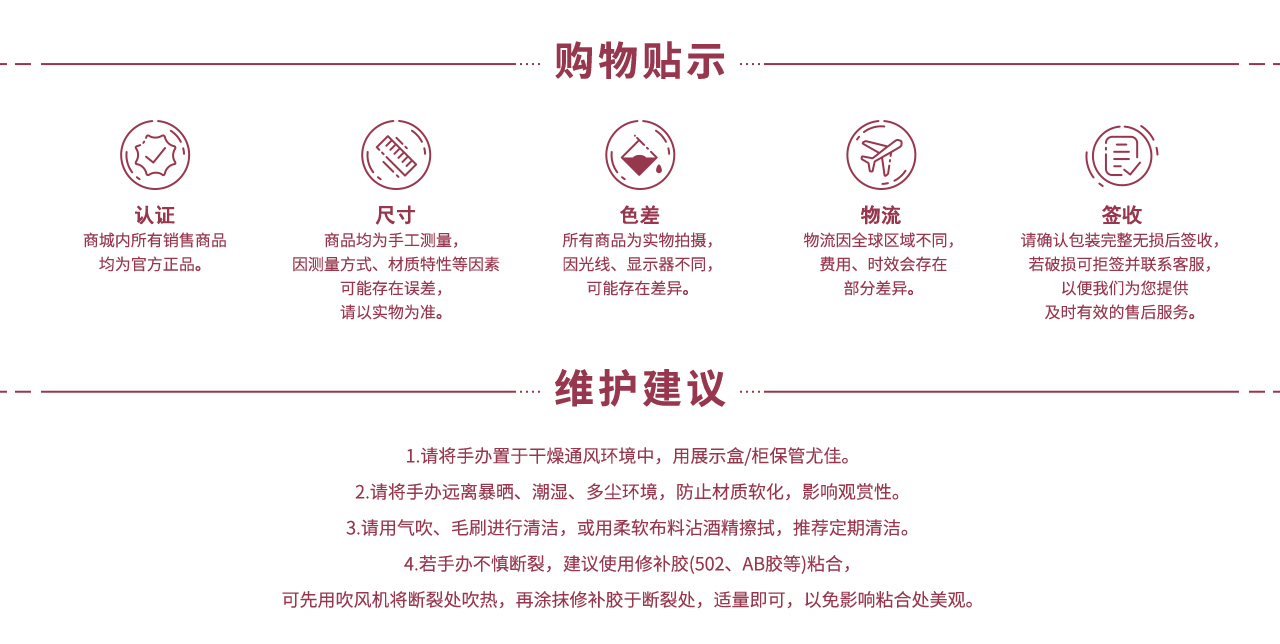 购物贴示
认证
商城内所有销售商品
均为官方正品。
尺寸
商品均为手工测量，
因测量方式、材质特性等因素
可能存在误差，
请以实物为准。
色差
所有商品为实物拍摄，
因光线、显示器不同，
可能存在差异。
物流
物流因全球区域不同，
费用、时效会存在
部分差异。
签收
请确认包装完整无损后签收，
若破损可拒签并联系客服，
以便我们为您提供
及时有效的售后服务。
维护建议
1.请将手办置于干燥通风环境中，用展示盒/柜保管尤佳。
2.请将手办远离暴晒、潮湿、多尘环境，防止材质软化，影响观赏性。
3.请用气吹、毛刷进行清洁，或用柔软布料沾酒精擦拭，推荐定期清洁。
4.若手办不慎断裂，建议使用修补胶(502、AB胶等)粘合，
可先用吹风机将断裂处吹热，再涂抹修补胶于断裂处，适量即可，以免影响粘合处美观。